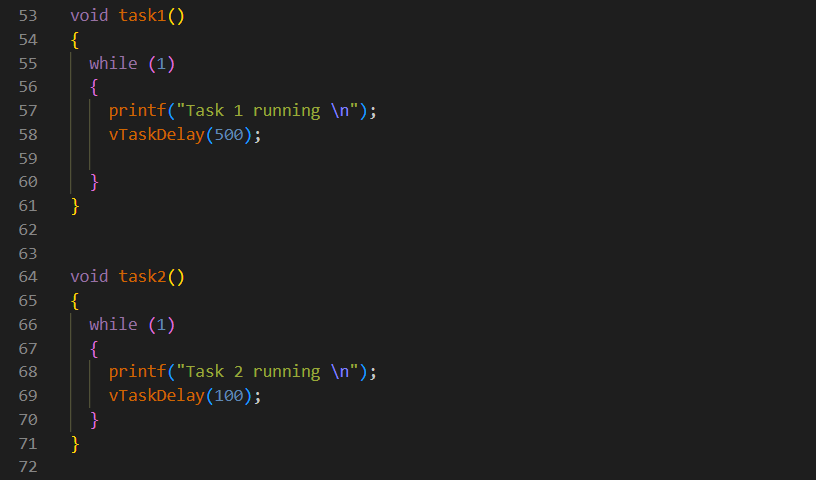 53 void task1()
54 {
55 while (1)
56 {
57 printf("Task 1 running \n");
58 vTaskDelay(500);
59
60 }
61 }
62
63
64 void task2()
65 {
66 while (1)
67 {
68 printf("Task 2 running \n");
69 vTaskDelay(100);
70 }
71 }
72